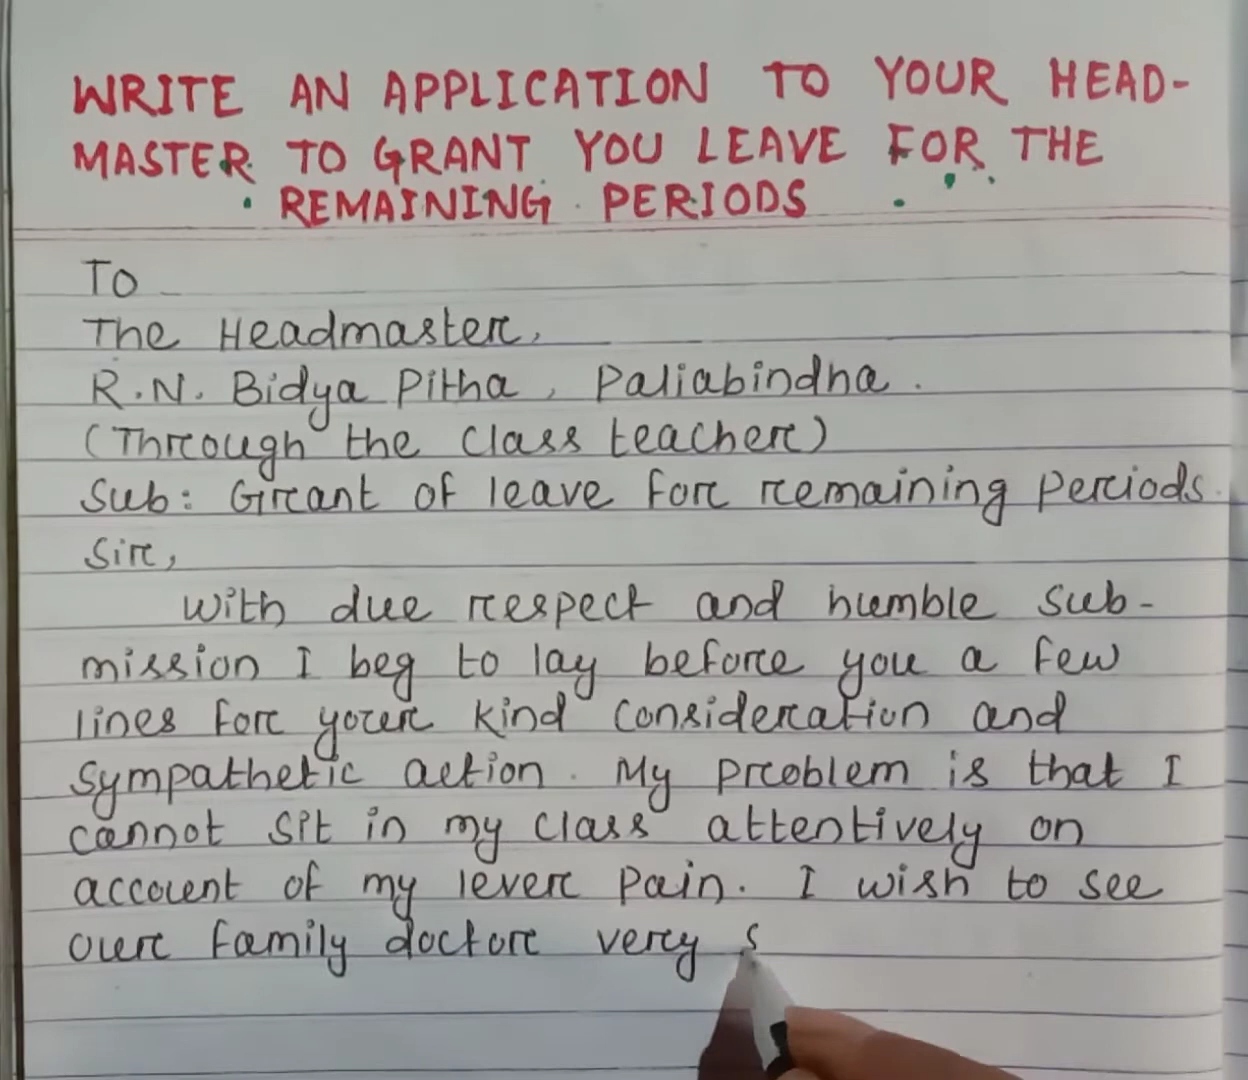 WRITE AN APPLICATION TO YOUR HEAD-
MASTER TO GRANT YOU LEAVE FOR THE
REMAINING PERIODS
To
The Headmaster,
R.N. Bidya Pitha, Paliabindha.
(Through the class teacher)
Sub: Grant of leave for remaining periods.
Sir,
With due respect and humble sub-
mission I beg to lay before you a few
lines for your kind consideration and
sympathetic action. My problem is that I
cannot sit in my class attentively on
account of my lever pain. I wish to see
our family doctor very s